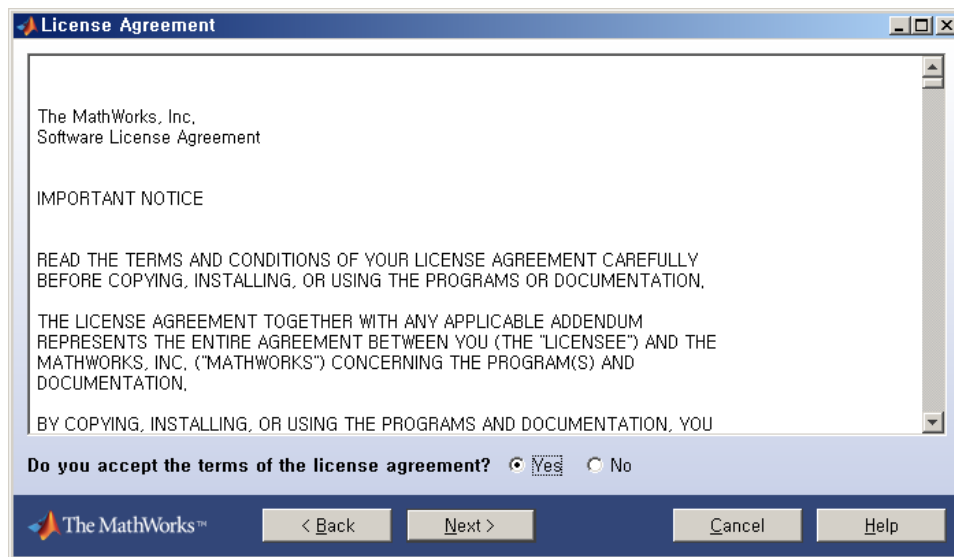 License Agreement
The MathWorks, Inc.
Software License Agreement
IMPORTANT NOTICE
READ THE TERMS AND CONDITIONS OF YOUR LICENSE AGREEMENT CAREFULLY
BEFORE COPYING, INSTALLING, OR USING THE PROGRAMS OR DOCUMENTATION.
THE LICENSE AGREEMENT TOGETHER WITH ANY APPLICABLE ADDENDUM
REPRESENTS THE ENTIRE AGREEMENT BETWEEN YOU (THE "LICENSEE") AND THE
MATHWORKS, INC. ("MATHWORKS") CONCERNING THE PROGRAM(S) AND
DOCUMENTATION.
BY COPYING, INSTALLING, OR USING THE PROGRAMS AND DOCUMENTATION, YOU
Do you accept the terms of the license agreement? Yes No
The MathWorks™ < Back Next > Cancel Help